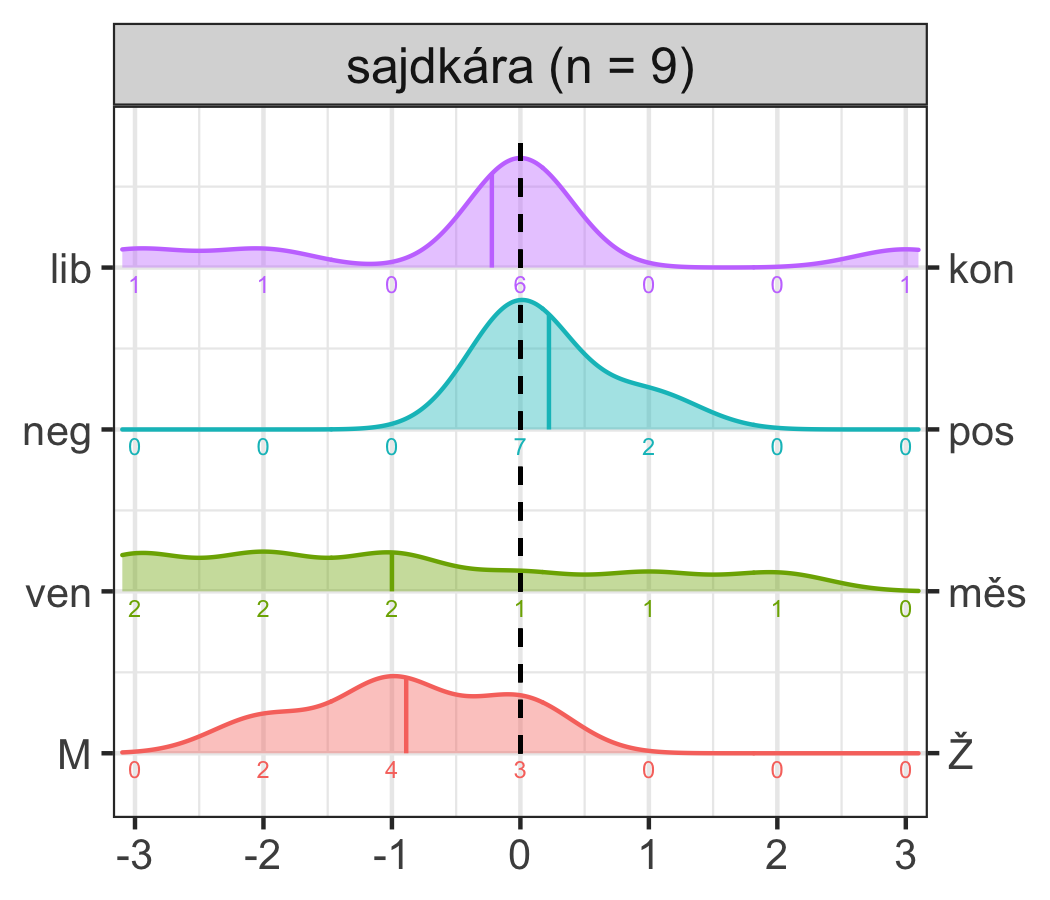 sajdkára (n = 9)
lib kon
1 1 0 6 0 0 1
neg pos
0 0 0 7 2 0 0
ven měs
2 2 2 1 1 1 0
M Ž
0 2 4 3 0 0 0
-3 -2 -1 0 1 2 3